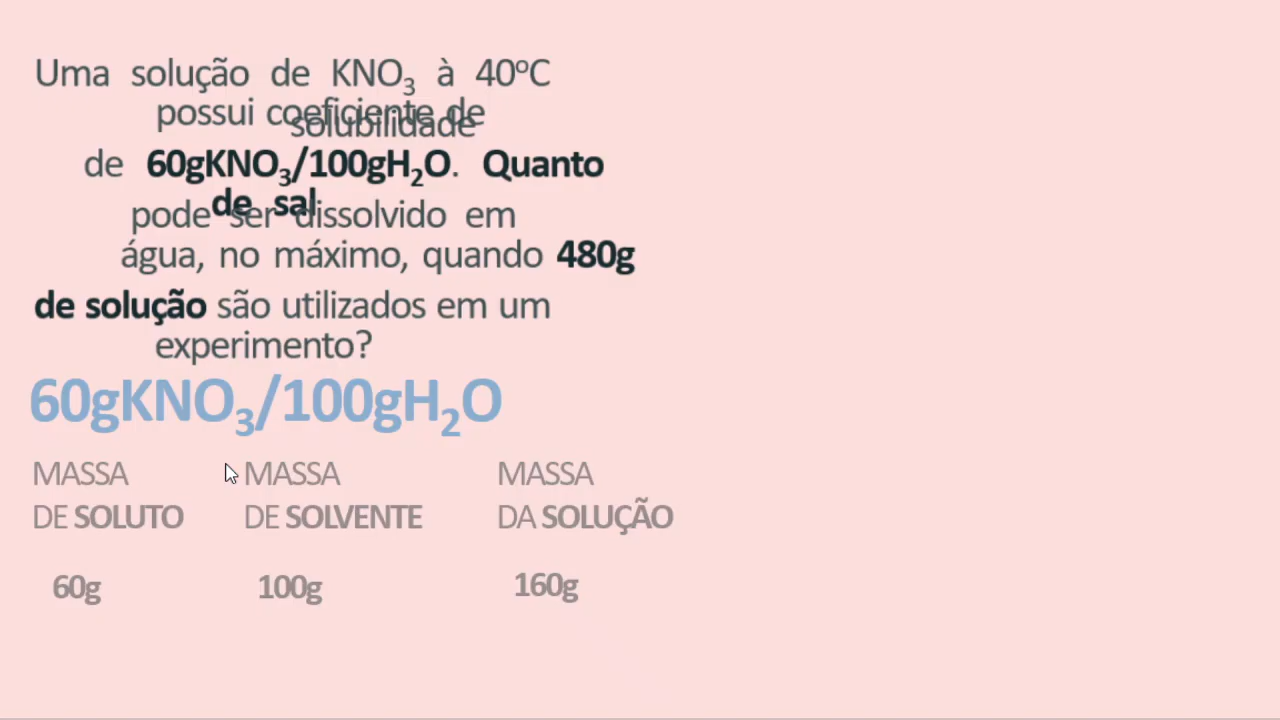 Uma solução de KNO₃ à 40ºC
possui coeficiente de
solubilidade
de 60gKNO₃/100gH₂O. Quanto
de sal
pode ser dissolvido em
água, no máximo, quando 480g
de solução são utilizados em um
experimento?
60gKNO₃/100gH₂O
MASSA
DE SOLUTO
MASSA
DE SOLVENTE
MASSA
DA SOLUÇÃO
60g
100g
160g